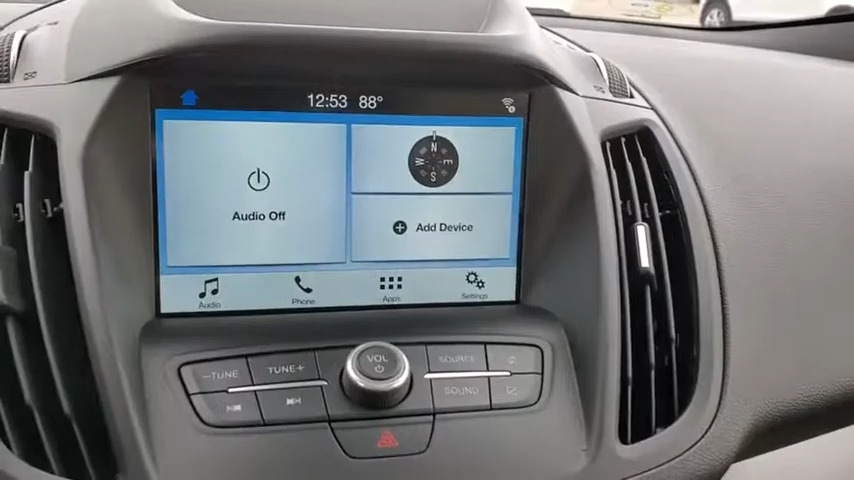 12:53 88°
Audio Off
N
W E
S
Add Device
Audio Phone Apps Settings
– TUNE TUNE + VOL SOURCE
SOUND